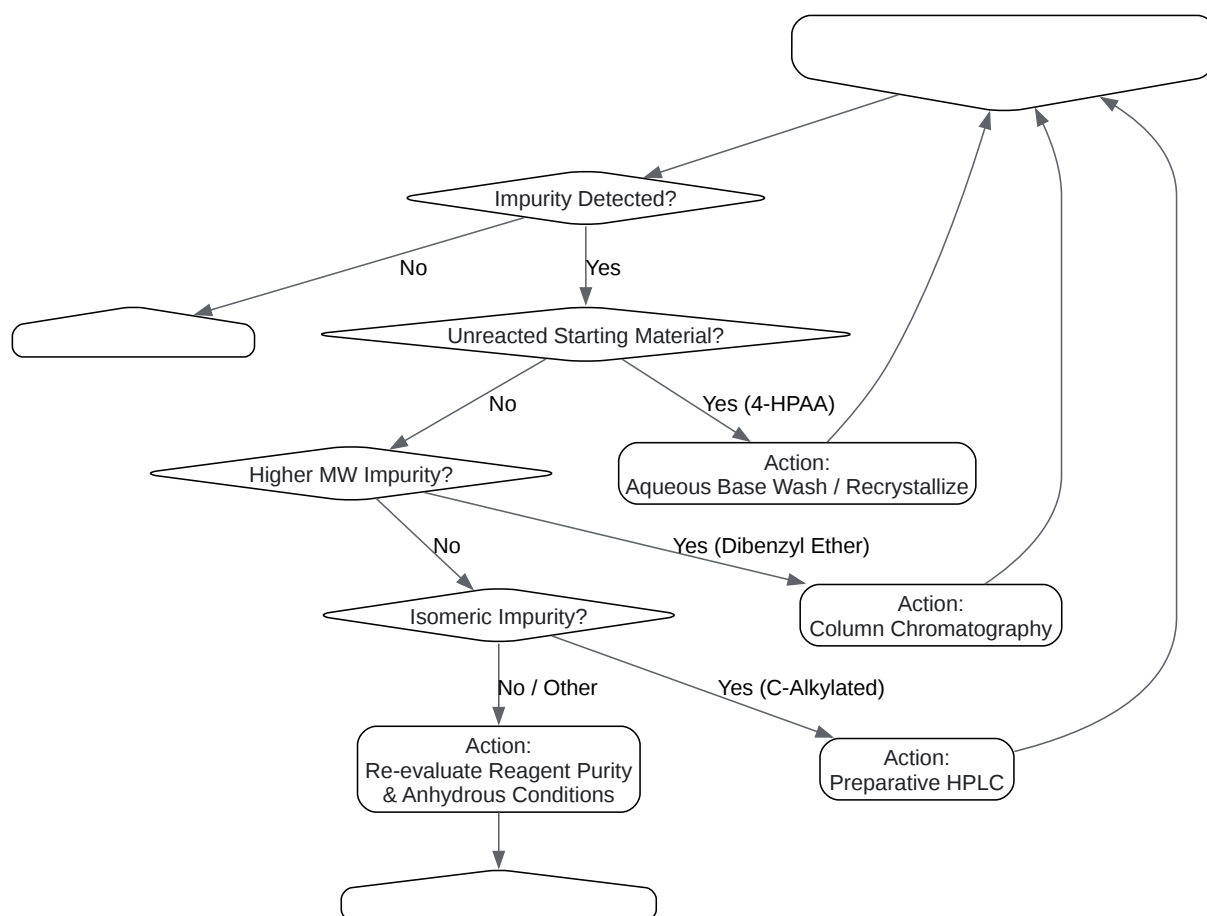 Impurity Detected?
No
Yes
Unreacted Starting Material?
No
Yes (4-HPAA)
Action:
Aqueous Base Wash / Recrystallize
Higher MW Impurity?
No
Yes (Dibenzyl Ether)
Action:
Column Chromatography
Isomeric Impurity?
No / Other
Yes (C-Alkylated)
Action:
Re-evaluate Reagent Purity
& Anhydrous Conditions
Action:
Preparative HPLC